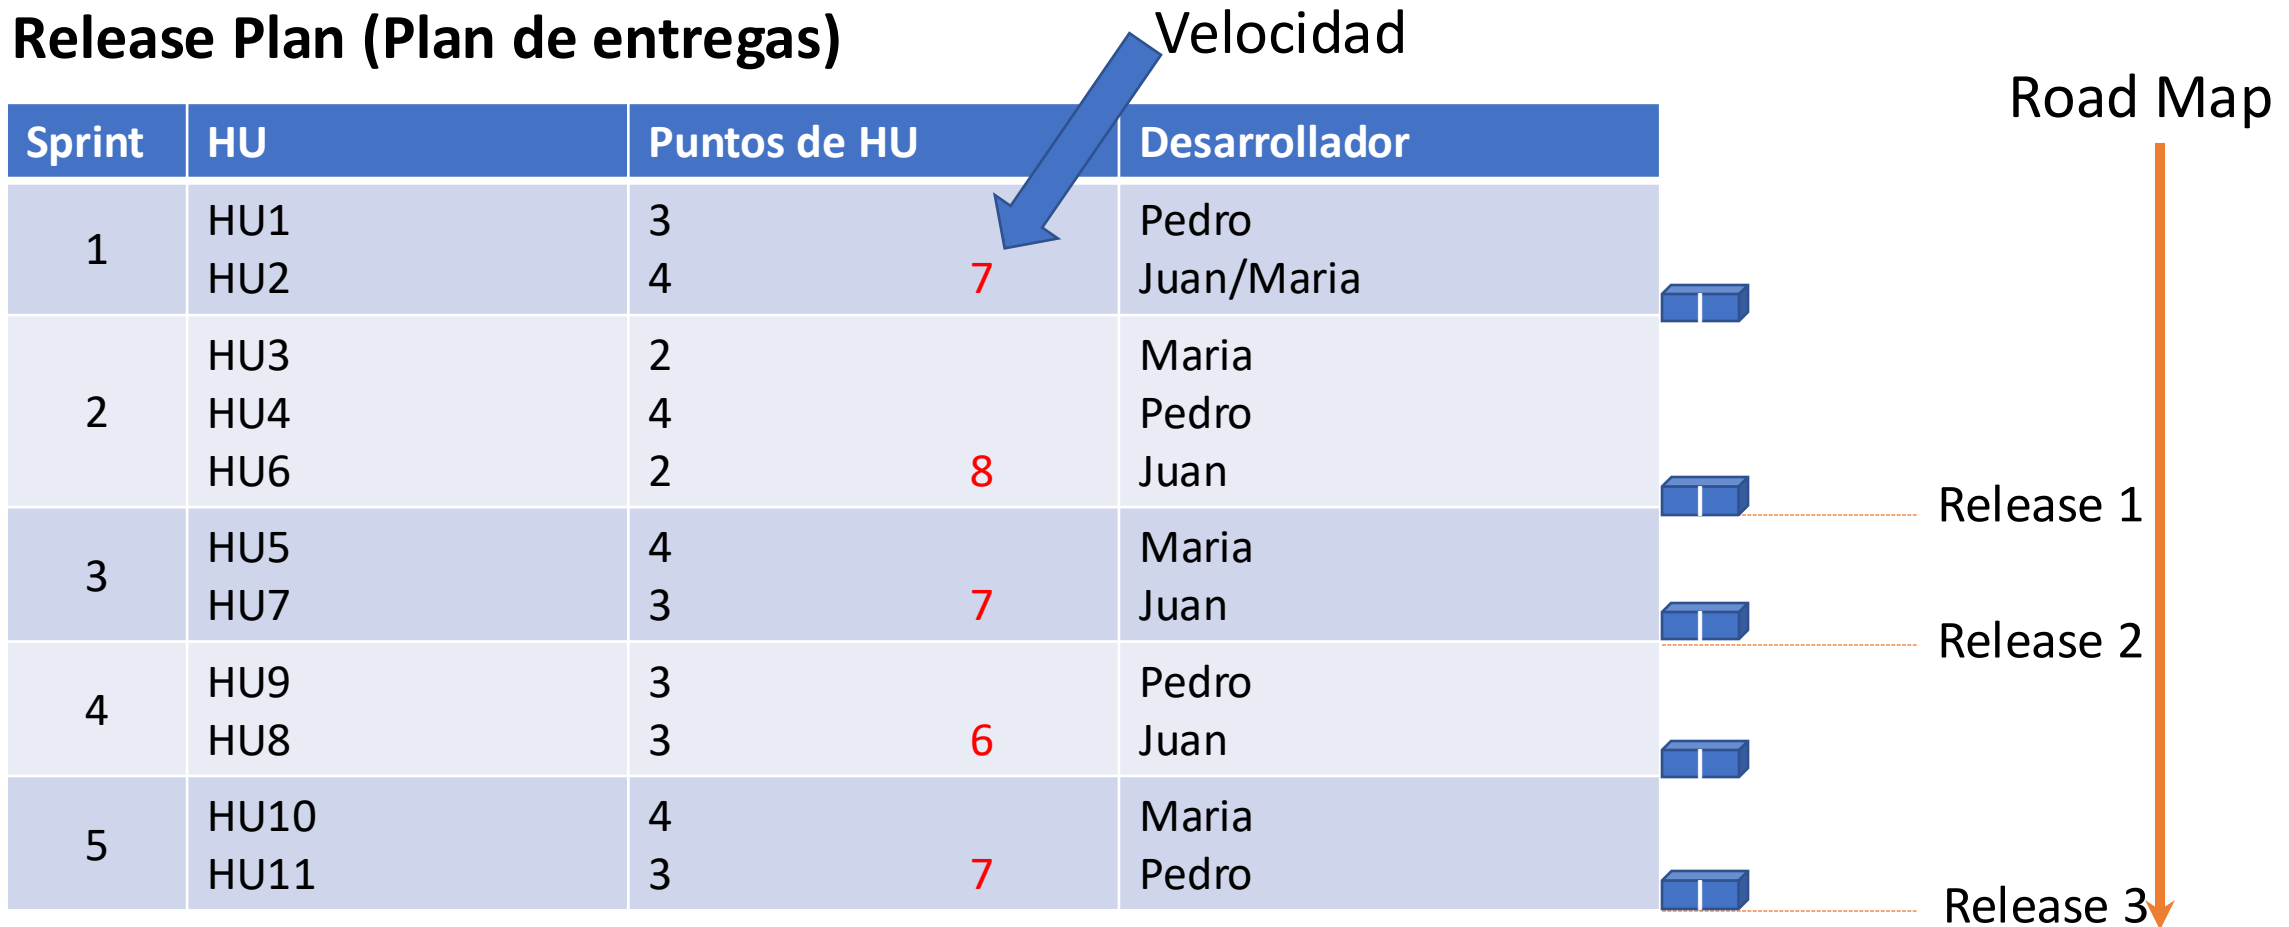 Release Plan (Plan de entregas)
Velocidad
Road Map
Sprint HU Puntos de HU Desarrollador
1
HU1 3 Pedro
HU2 4 7 Juan/Maria
2
HU3 2 Maria
HU4 4 Pedro
HU6 2 8 Juan
Release 1
3
HU5 4 Maria
HU7 3 7 Juan
Release 2
4
HU9 3 Pedro
HU8 3 6 Juan
5
HU10 4 Maria
HU11 3 7 Pedro
Release 3